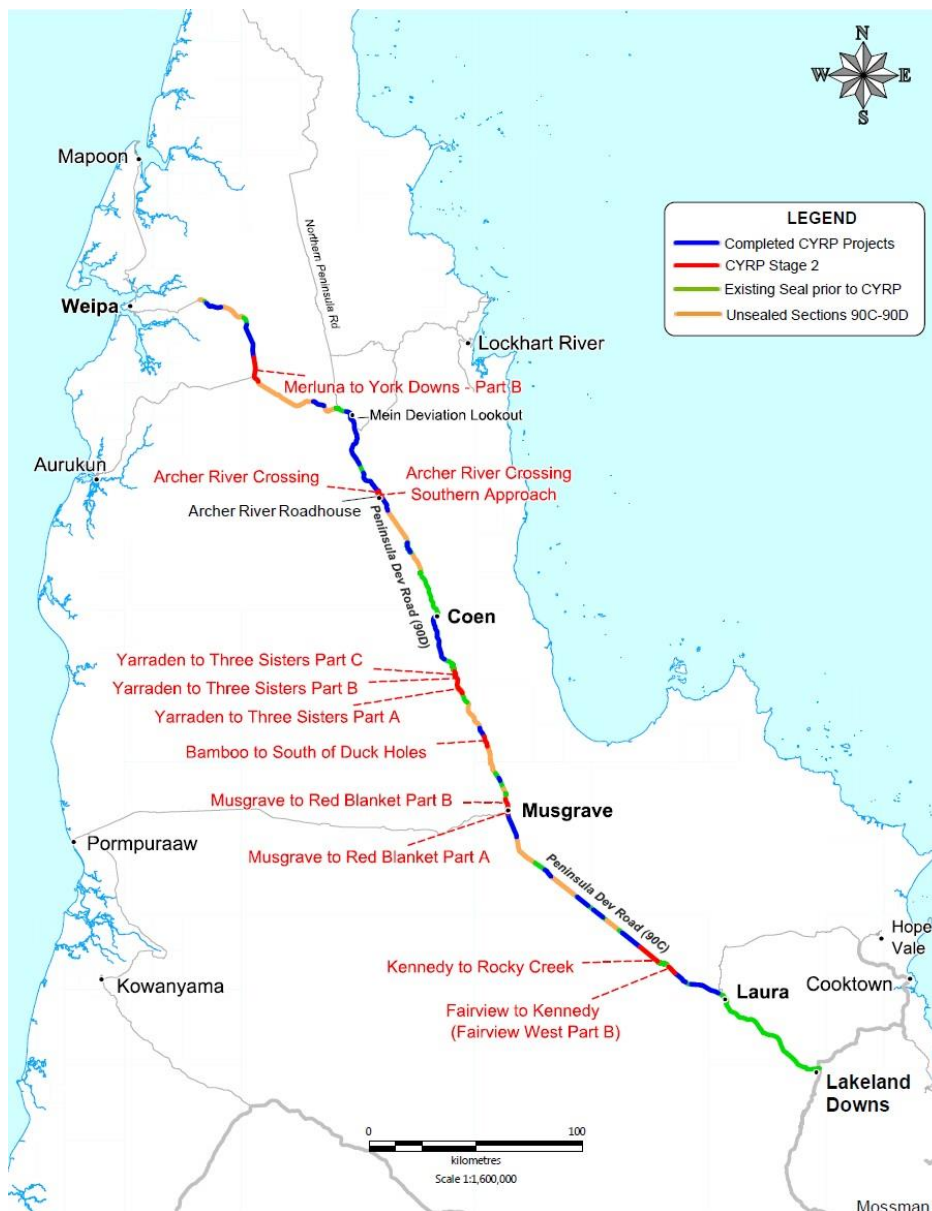 N
W E
S
Mapoon
Northern Peninsula Rd
LEGEND
Completed CYRP Projects
CYRP Stage 2
Existing Seal prior to CYRP
Unsealed Sections 90C-90D
Weipa
Lockhart River
Merluna to York Downs - Part B
Mein Deviation Lookout
Aurukun
Archer River Crossing
Archer River Crossing
Southern Approach
Archer River Roadhouse
Peninsula Dev Road (90D)
Coen
Yarraden to Three Sisters Part C
Yarraden to Three Sisters Part B
Yarraden to Three Sisters Part A
Bamboo to South of Duck Holes
Musgrave to Red Blanket Part B
Musgrave
Pormpuraaw
Musgrave to Red Blanket Part A
Peninsula Dev Road (90C)
Hope
Vale
Kennedy to Rocky Creek
Kowanyama
Laura
Cooktown
Fairview to Kennedy
(Fairview West Part B)
Lakeland
Downs
0 100
kilometres
Scale 1:1,600,000
Mossman